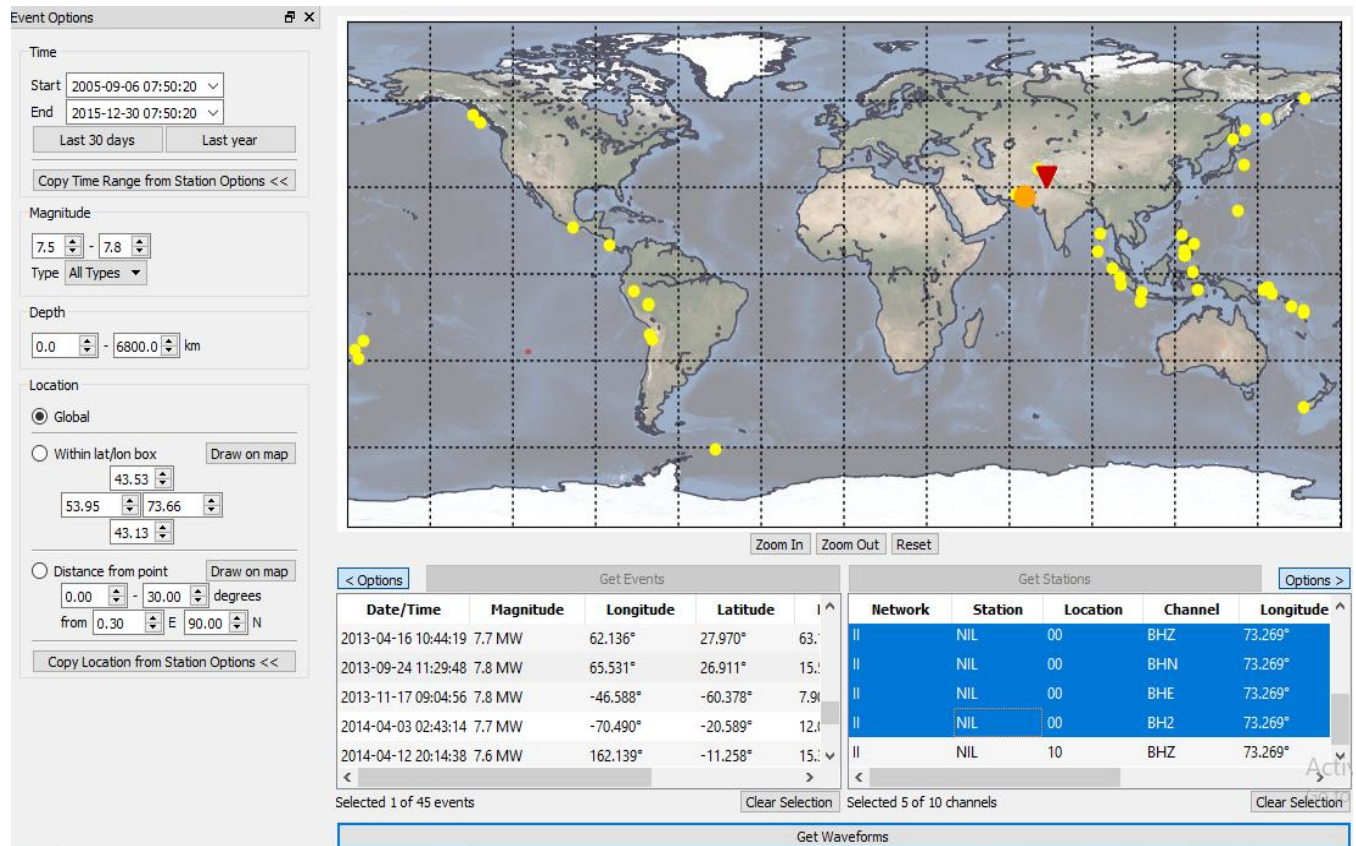 Event Options
Time
Start 2005-09-06 07:50:20
End 2015-12-30 07:50:20
Last 30 days Last year
Copy Time Range from Station Options <<
Magnitude
7.5 - 7.8
Type All Types
Depth
0.0 - 6800.0 km
Location
Global
Within lat/lon box Draw on map
43.53
53.95 73.66
43.13
Distance from point Draw on map
0.00 - 30.00 degrees
from 0.30 E 90.00 N
Copy Location from Station Options <<
Zoom In Zoom Out Reset
< Options Get Events Get Stations Options >
Date/Time Magnitude Longitude Latitude
2013-04-16 10:44:19 7.7 MW 62.136° 27.970° 63.
2013-09-24 11:29:48 7.8 MW 65.531° 26.911° 15.
2013-11-17 09:04:56 7.8 MW -46.588° -60.378° 7.9
2014-04-03 02:43:14 7.7 MW -70.490° -20.589° 12.
2014-04-12 20:14:38 7.6 MW 162.139° -11.258° 15.
Network Station Location Channel Longitude
II NIL 00 BHZ 73.269°
II NIL 00 BHN 73.269°
II NIL 00 BHE 73.269°
II NIL 00 BH2 73.269°
II NIL 10 BHZ 73.269°
Selected 1 of 45 events Clear Selection
Selected 5 of 10 channels Clear Selection
Get Waveforms